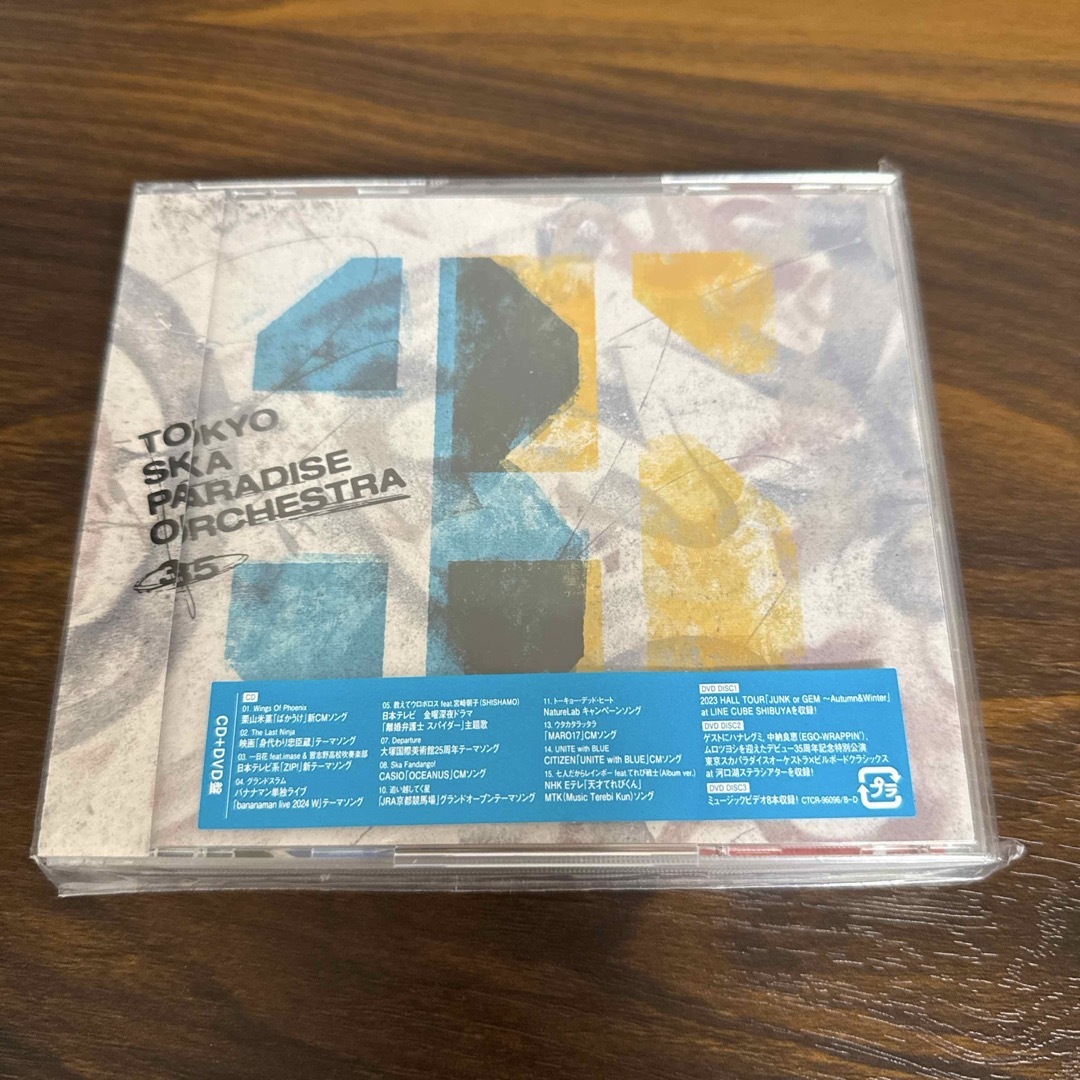 TOKYO
SKA
PARADISE
ORCHESTRA
35
CD+DVD盤
CD
01. Wings Of Phoenix
栗山米菓「ばかうけ」新CMソング
02. The Last Ninja
映画「身代わり忠臣蔵」テーマソング
03. 一日花 feat.imase & 習志野高校吹奏楽部
日本テレビ系「ZIP!」新テーマソング
04. グランドスラム
バナナマン単独ライブ
「bananaman live 2024 W」テーマソング
05. 教えてウロボロス feat.宮崎朝子(SHISHAMO)
日本テレビ 金曜深夜ドラマ
「離婚弁護士 スパイダー」主題歌
07. Departure
大塚国際美術館25周年テーマソング
08. Ska Fandango!
CASIO「OCEANUS」CMソング
10. 追い越してく星
「JRA京都競馬場」グランドオープンテーマソング
11. トーキョー・デッド・ヒート
NatureLab キャンペーンソング
13. ウタカタラッタラ
「MARO17」CMソング
14. UNITE with BLUE
CITIZEN「UNITE with BLUE」CMソング
15. 七人だからレインボー feat.てれび戦士(Album ver.)
NHK Eテレ「天才てれびくん」
MTK(Music Terebi Kun)ソング
DVD DISC1
2023 HALL TOUR「JUNK or GEM ～Autumn&Winter」
at LINE CUBE SHIBUYAを収録!
DVD DISC2
ゲストにハナレグミ、中納良恵(EGO-WRAPPIN')、
ムロツヨシを迎えたデビュー35周年記念特別公演
東京スカパラダイスオーケストラ×ビルボードクラシックス
at 河口湖ステラシアターを収録!
DVD DISC3
ミュージックビデオ8本収録! CTCR-96096/B~D
プラ